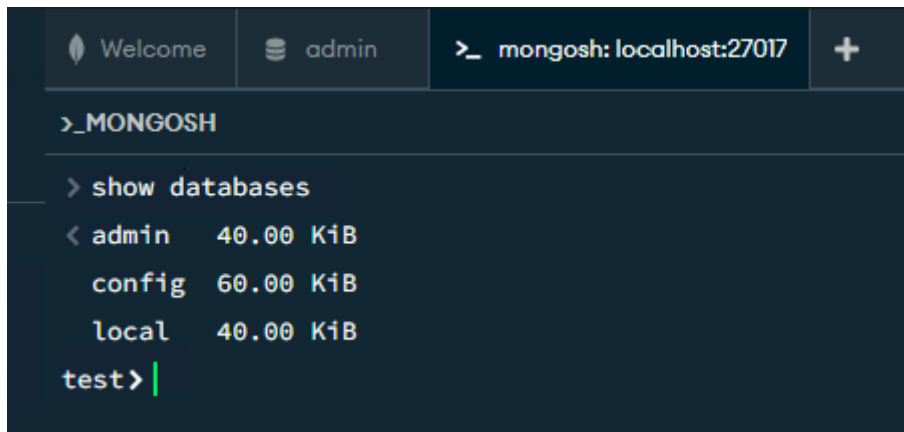 Welcome admin >_ mongosh: localhost:27017 +
>_MONGOSH
> show databases
< admin 40.00 KiB
config 60.00 KiB
local 40.00 KiB
test>